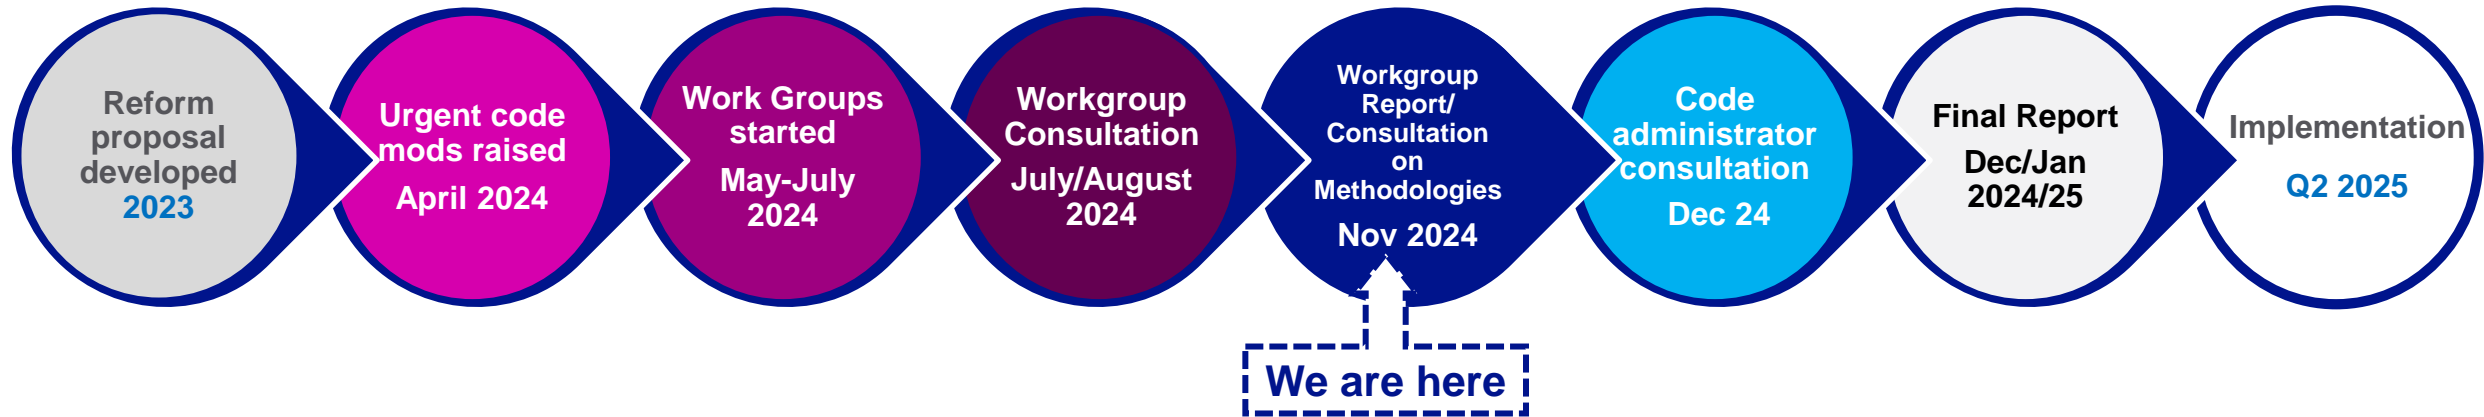 Reform
proposal
developed
2023
Urgent code
mods raised
April 2024
Work Groups
started
May-July
2024
Workgroup
Consultation
July/August
2024
Workgroup
Report/
Consultation
on
Methodologies
Nov 2024
Code
administrator
consultation
Dec 24
Final Report
Dec/Jan
2024/25
Implementation
Q2 2025
We are here